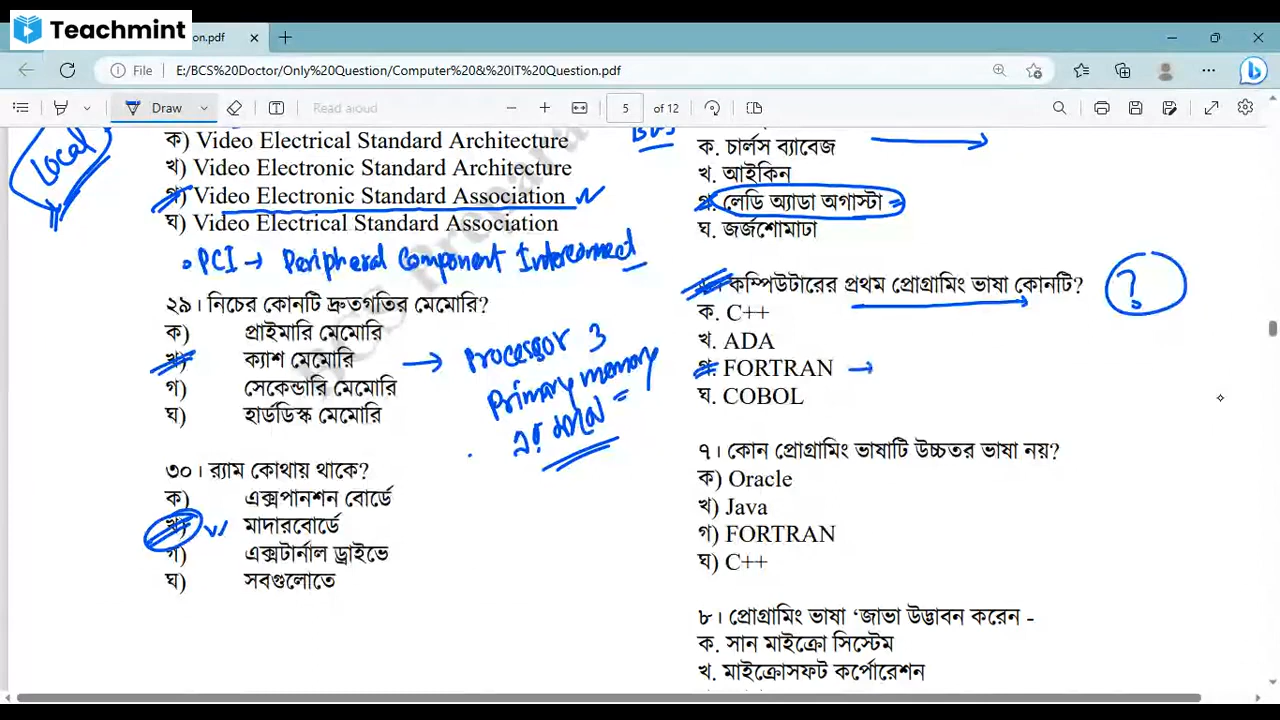 Teachmint
on.pdf
File
E:/BCS%20Doctor/Only%20Question/Computer%20&%20IT%20Question.pdf
Draw
Read aloud
5
of 12
Local
ক) Video Electrical Standard Architecture
খ) Video Electronic Standard Architecture
গ) Video Electronic Standard Association
ঘ) Video Electrical Standard Association
PCI → Peripheral Component Interconnect
২৯। নিচের কোনটি দ্রুতগতির মেমোরি?
ক) প্রাইমারি মেমোরি
খ) ক্যাশ মেমোরি → Processor ও
Primary memory
এর মাঝে
গ) সেকেন্ডারি মেমোরি
ঘ) হার্ডডিস্ক মেমোরি
৩০। র‍্যাম কোথায় থাকে?
ক) এক্সপানশন বোর্ডে
খ) মাদারবোর্ডে
গ) এক্সটার্নাল ড্রাইভে
ঘ) সবগুলোতে
ক. চার্লস ব্যাবেজ
খ. আইকিন
গ. লেডি অ্যাডা অগাস্টা
ঘ. জর্জশোমাঢা
কম্পিউটারের প্রথম প্রোগ্রামিং ভাষা কোনটি? ?
ক. C++
খ. ADA
গ. FORTRAN →
ঘ. COBOL
৭। কোন প্রোগ্রামিং ভাষাটি উচ্চতর ভাষা নয়?
ক) Oracle
খ) Java
গ) FORTRAN
ঘ) C++
৮। প্রোগ্রামিং ভাষা ‘জাভা উদ্ভাবন করেন -
ক. সান মাইক্রো সিস্টেম
খ. মাইক্রোসফট কর্পোরেশন